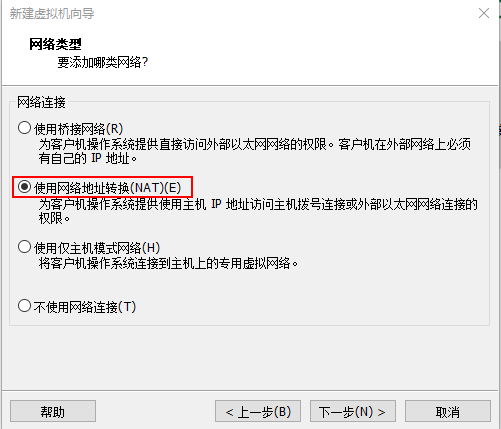 新建虚拟机向导
网络类型
要添加哪类网络?
网络连接
使用桥接网络(R)
为客户机操作系统提供直接访问外部以太网网络的权限。客户机在外部网络上必须
有自己的 IP 地址。
使用网络地址转换(NAT)(E)
为客户机操作系统提供使用主机 IP 地址访问主机拨号连接或外部以太网网络连接的
权限。
使用仅主机模式网络(H)
将客户机操作系统连接到主机上的专用虚拟网络。
不使用网络连接(T)
帮助
< 上一步(B)
下一步(N) >
取消